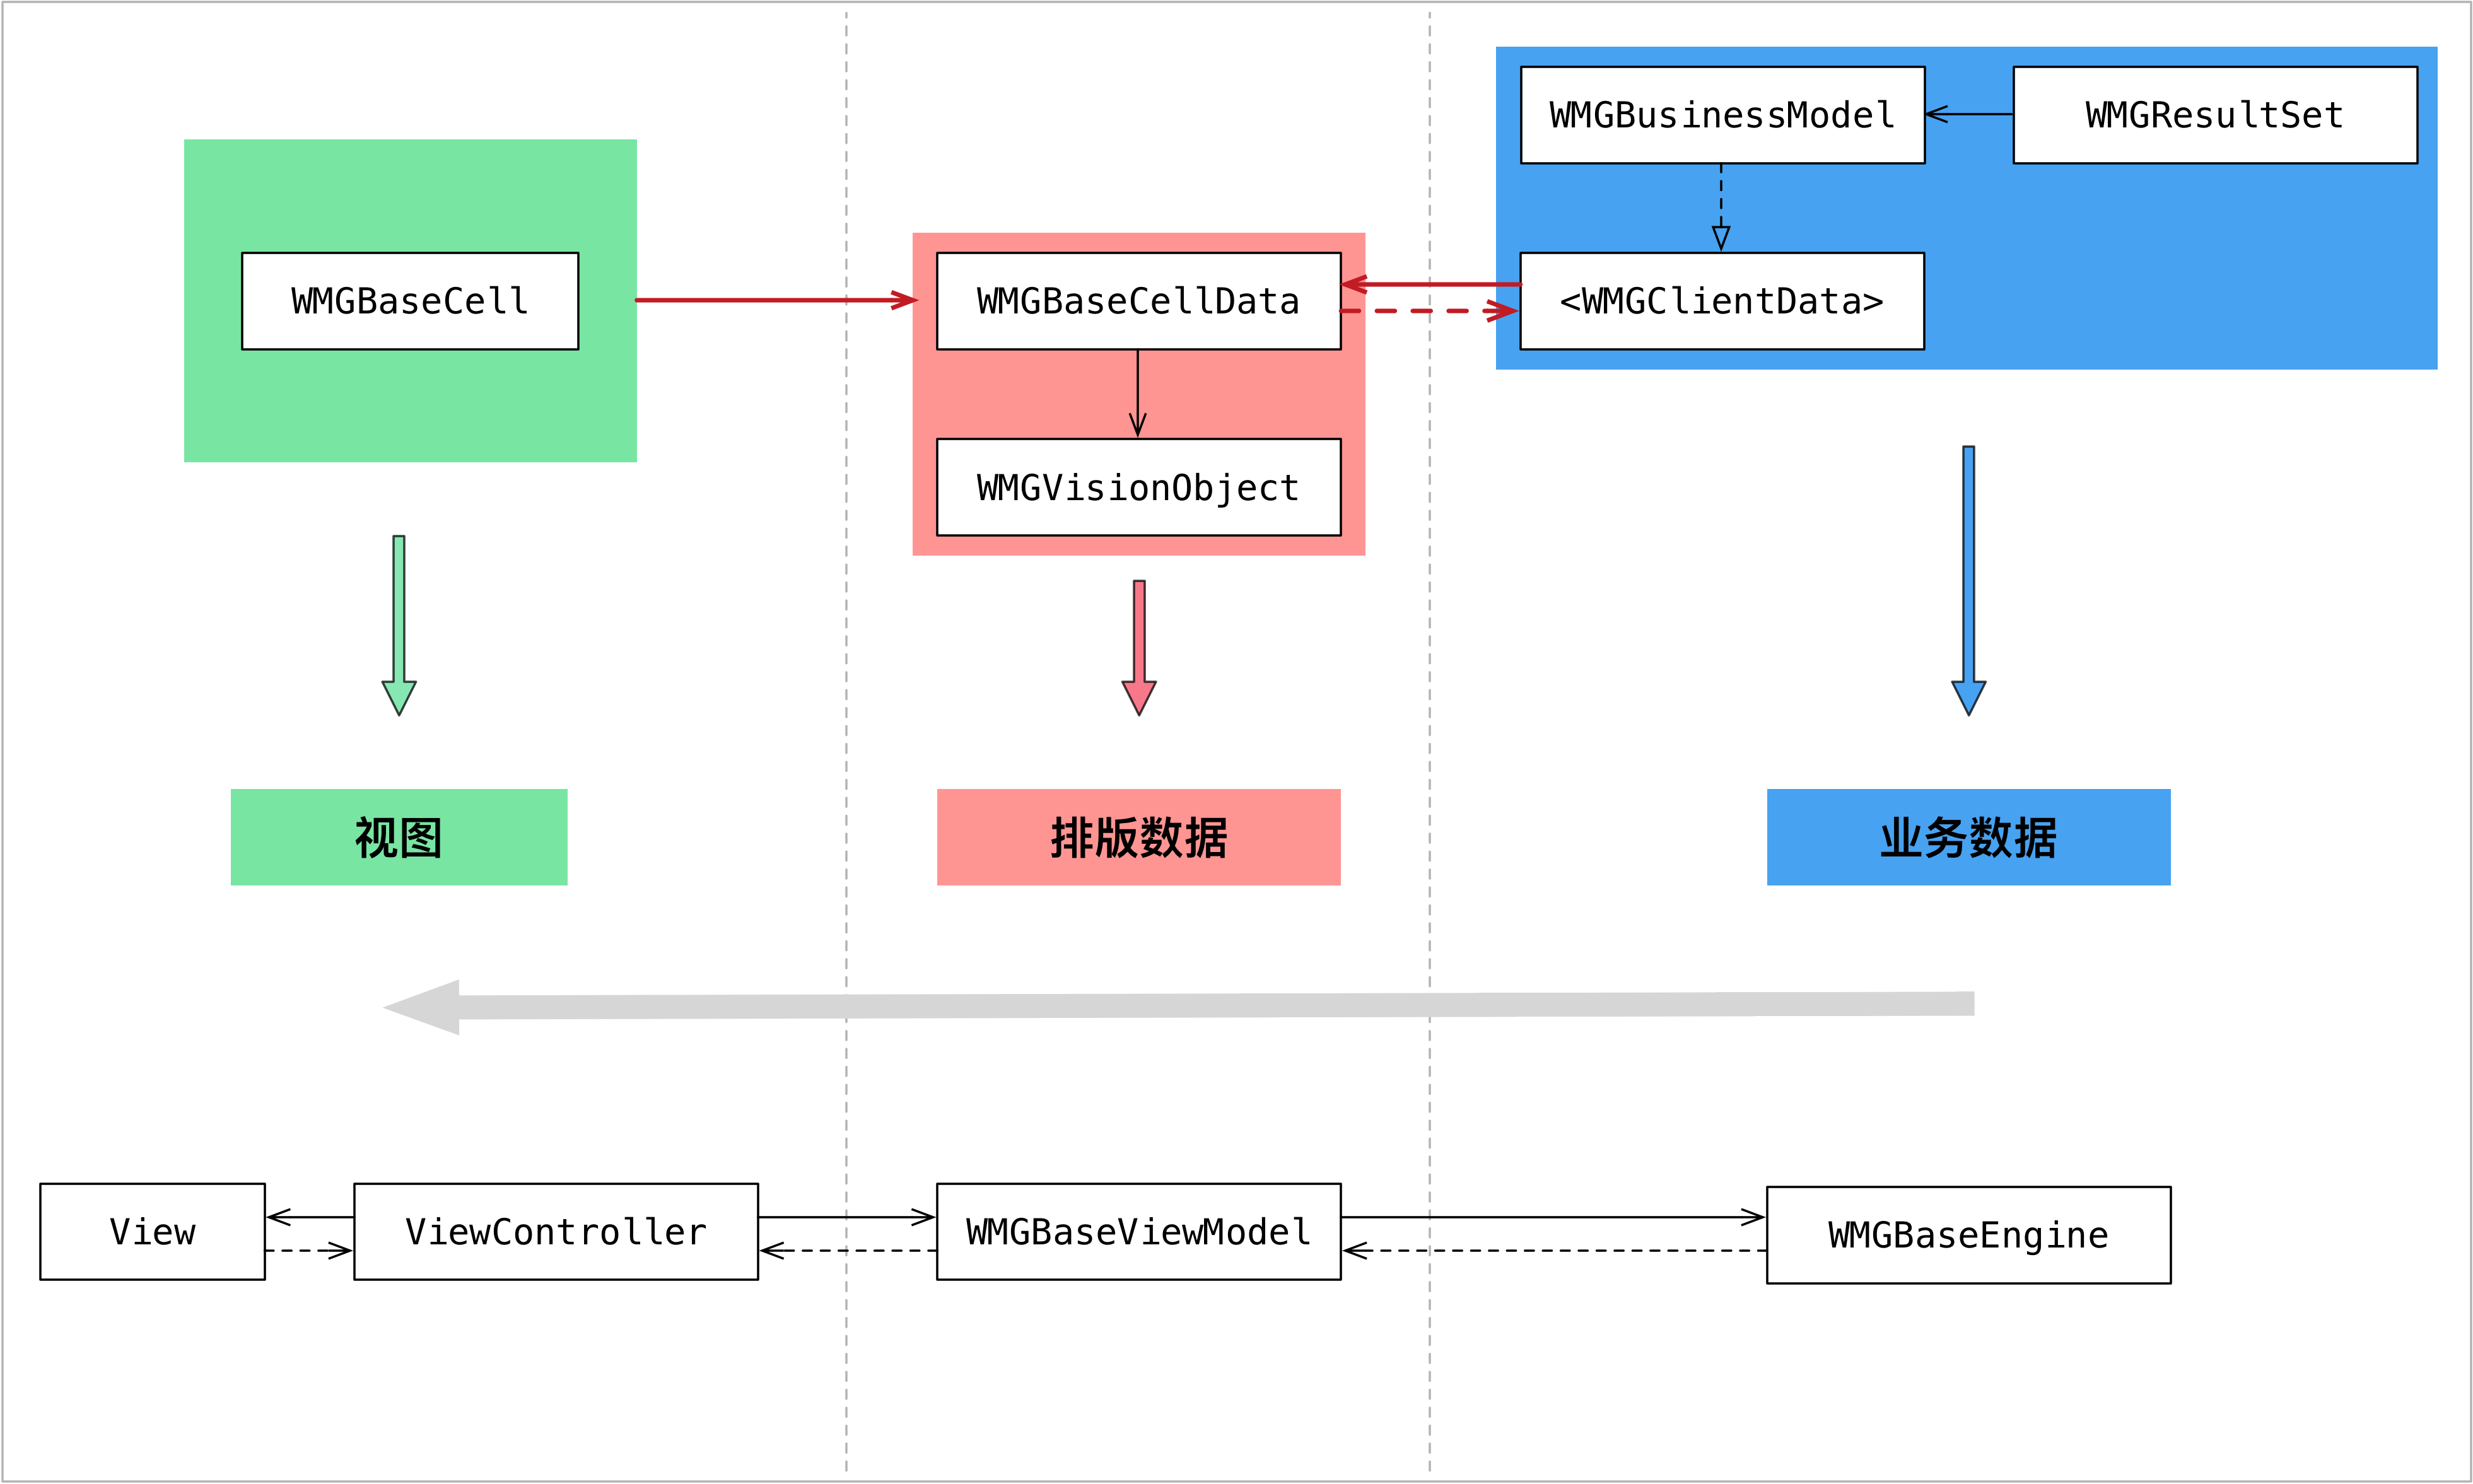 WMGBusinessModel
WMGResultSet
WMGBaseCell
WMGBaseCellData
<WMGClientData>
WMGVisionObject
视图
排版数据
业务数据
View
ViewController
WMGBaseViewModel
WMGBaseEngine